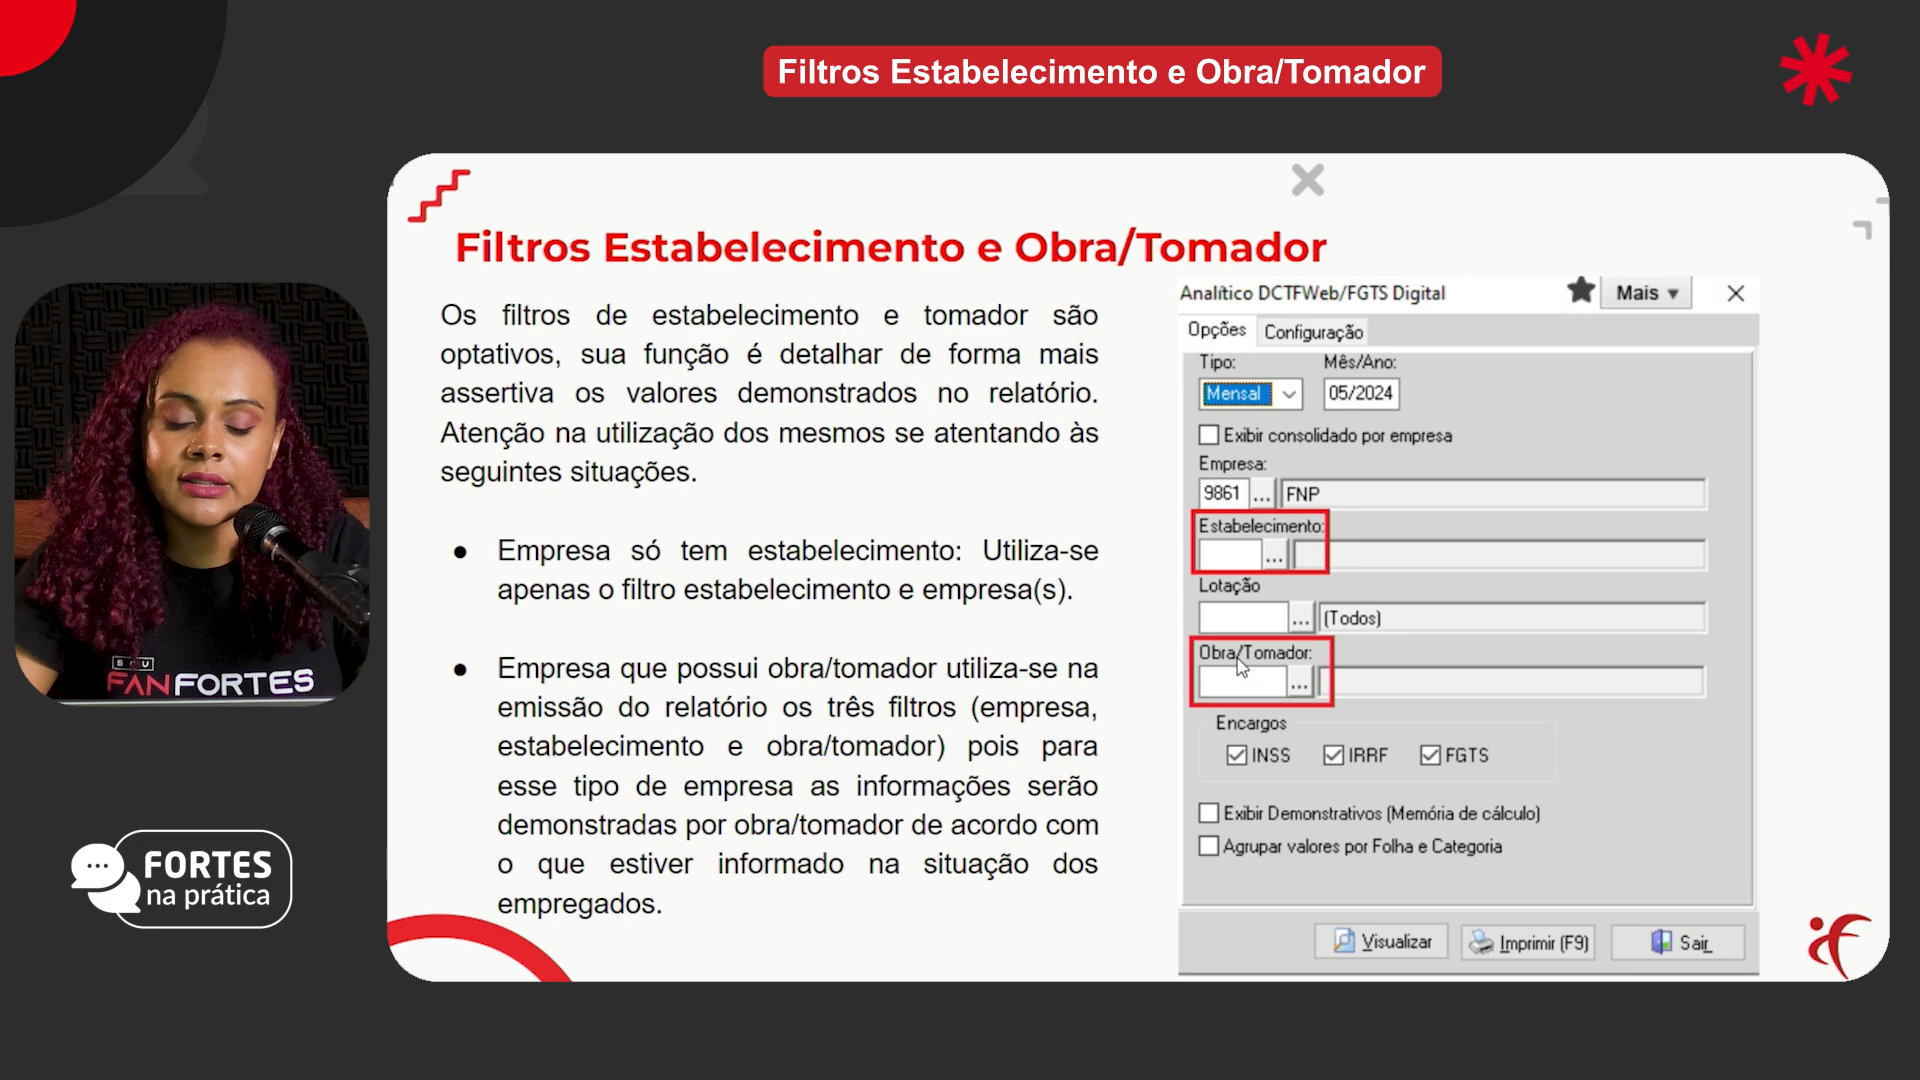 Filtros Estabelecimento e Obra/Tomador
Filtros Estabelecimento e Obra/Tomador
Os filtros de estabelecimento e tomador são
optativos, sua função é detalhar de forma mais
assertiva os valores demonstrados no relatório.
Atenção na utilização dos mesmos se atentando às
seguintes situações.
● Empresa só tem estabelecimento: Utiliza-se
apenas o filtro estabelecimento e empresa(s).
● Empresa que possui obra/tomador utiliza-se na
emissão do relatório os três filtros (empresa,
estabelecimento e obra/tomador) pois para
esse tipo de empresa as informações serão
demonstradas por obra/tomador de acordo com
o que estiver informado na situação dos
empregados.
Analítico DCTFWeb/FGTS Digital
Mais
Opções Configuração
Tipo: Mês/Ano:
Mensal 05/2024
Exibir consolidado por empresa
Empresa:
9861 ... FNP
Estabelecimento:
...
Lotação
... (Todos)
Obra/Tomador:
...
Encargos
INSS IRRF FGTS
Exibir Demonstrativos (Memória de cálculo)
Agrupar valores por Folha e Categoria
Visualizar Imprimir (F9) Sair
SOU
FANFORTES
FORTES
na prática